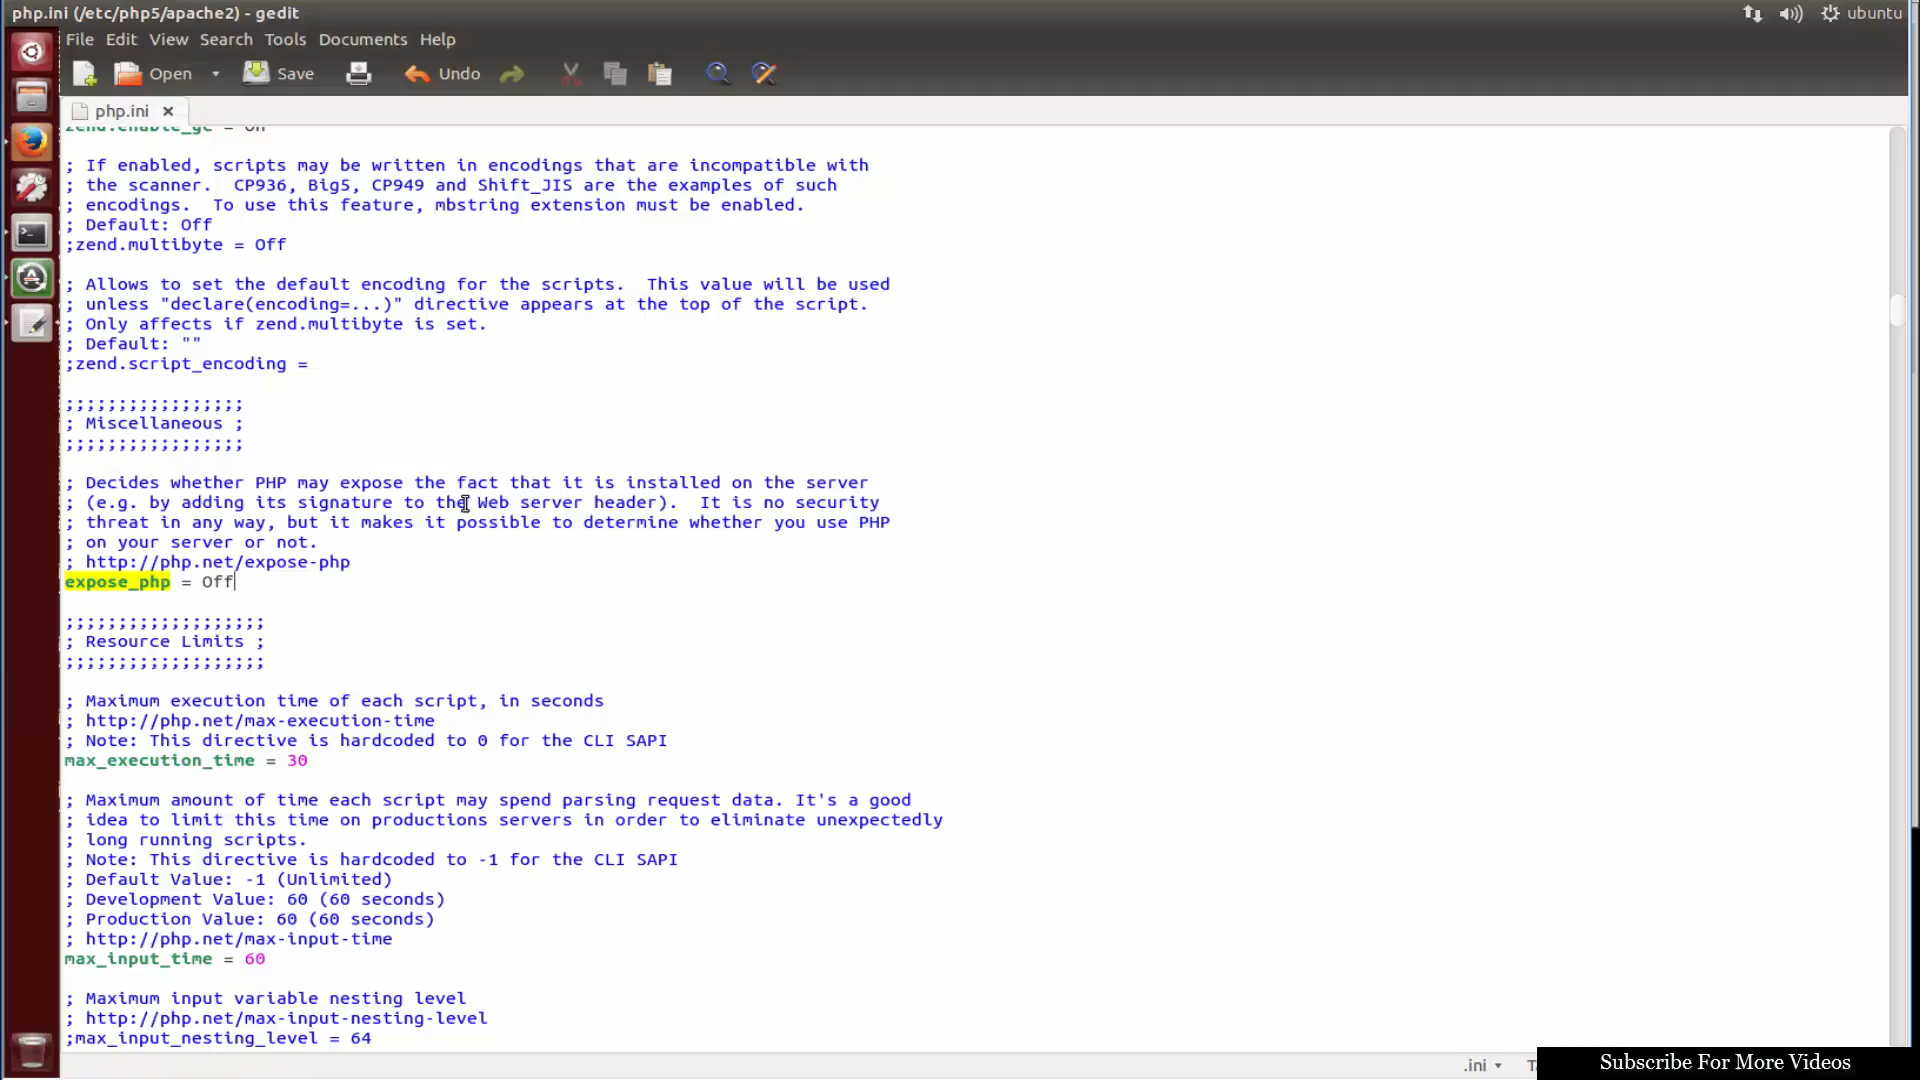 php.ini (/etc/php5/apache2) - gedit
ubuntu
File Edit View Search Tools Documents Help
Open Save Undo
php.ini
zend.enable_gc = On
; If enabled, scripts may be written in encodings that are incompatible with
; the scanner.  CP936, Big5, CP949 and Shift_JIS are the examples of such
; encodings.  To use this feature, mbstring extension must be enabled.
; Default: Off
;zend.multibyte = Off
; Allows to set the default encoding for the scripts.  This value will be used
; unless "declare(encoding=...)" directive appears at the top of the script.
; Only affects if zend.multibyte is set.
; Default: ""
;zend.script_encoding =
;;;;;;;;;;;;;;;;;
; Miscellaneous ;
;;;;;;;;;;;;;;;;;
; Decides whether PHP may expose the fact that it is installed on the server
; (e.g. by adding its signature to the Web server header).  It is no security
; threat in any way, but it makes it possible to determine whether you use PHP
; on your server or not.
; http://php.net/expose-php
expose_php = Off
;;;;;;;;;;;;;;;;;;;
; Resource Limits ;
;;;;;;;;;;;;;;;;;;;
; Maximum execution time of each script, in seconds
; http://php.net/max-execution-time
; Note: This directive is hardcoded to 0 for the CLI SAPI
max_execution_time = 30
; Maximum amount of time each script may spend parsing request data. It's a good
; idea to limit this time on productions servers in order to eliminate unexpectedly
; long running scripts.
; Note: This directive is hardcoded to -1 for the CLI SAPI
; Default Value: -1 (Unlimited)
; Development Value: 60 (60 seconds)
; Production Value: 60 (60 seconds)
; http://php.net/max-input-time
max_input_time = 60
; Maximum input variable nesting level
; http://php.net/max-input-nesting-level
;max_input_nesting_level = 64
.ini
Subscribe For More Videos